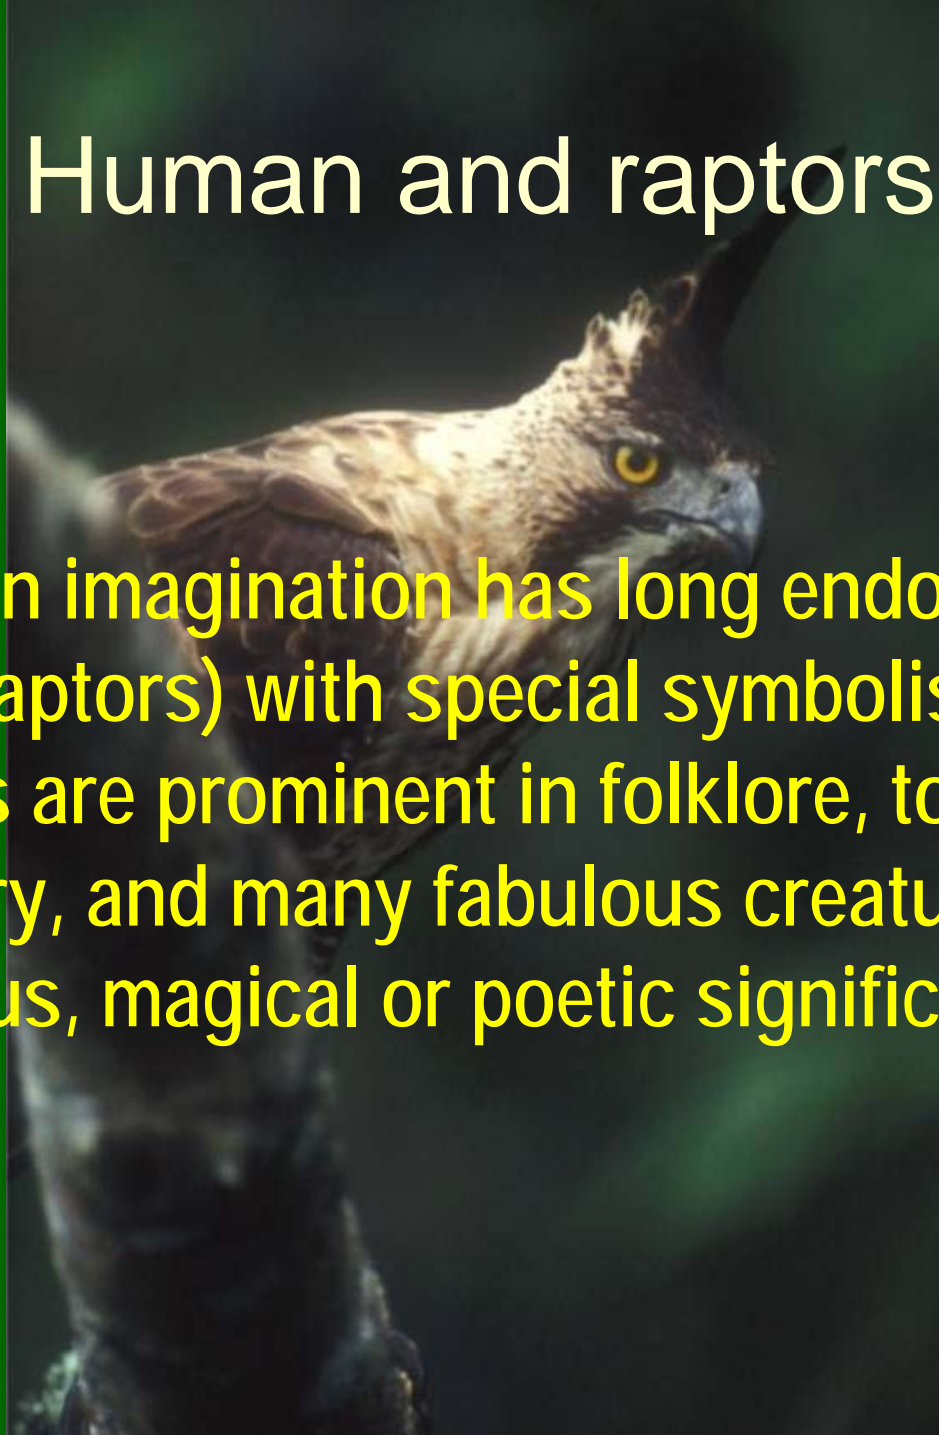 Human and raptors
n imagination has long endo
aptors) with special symbolis
s are prominent in folklore, to
ry, and many fabulous creatu
us, magical or poetic signific